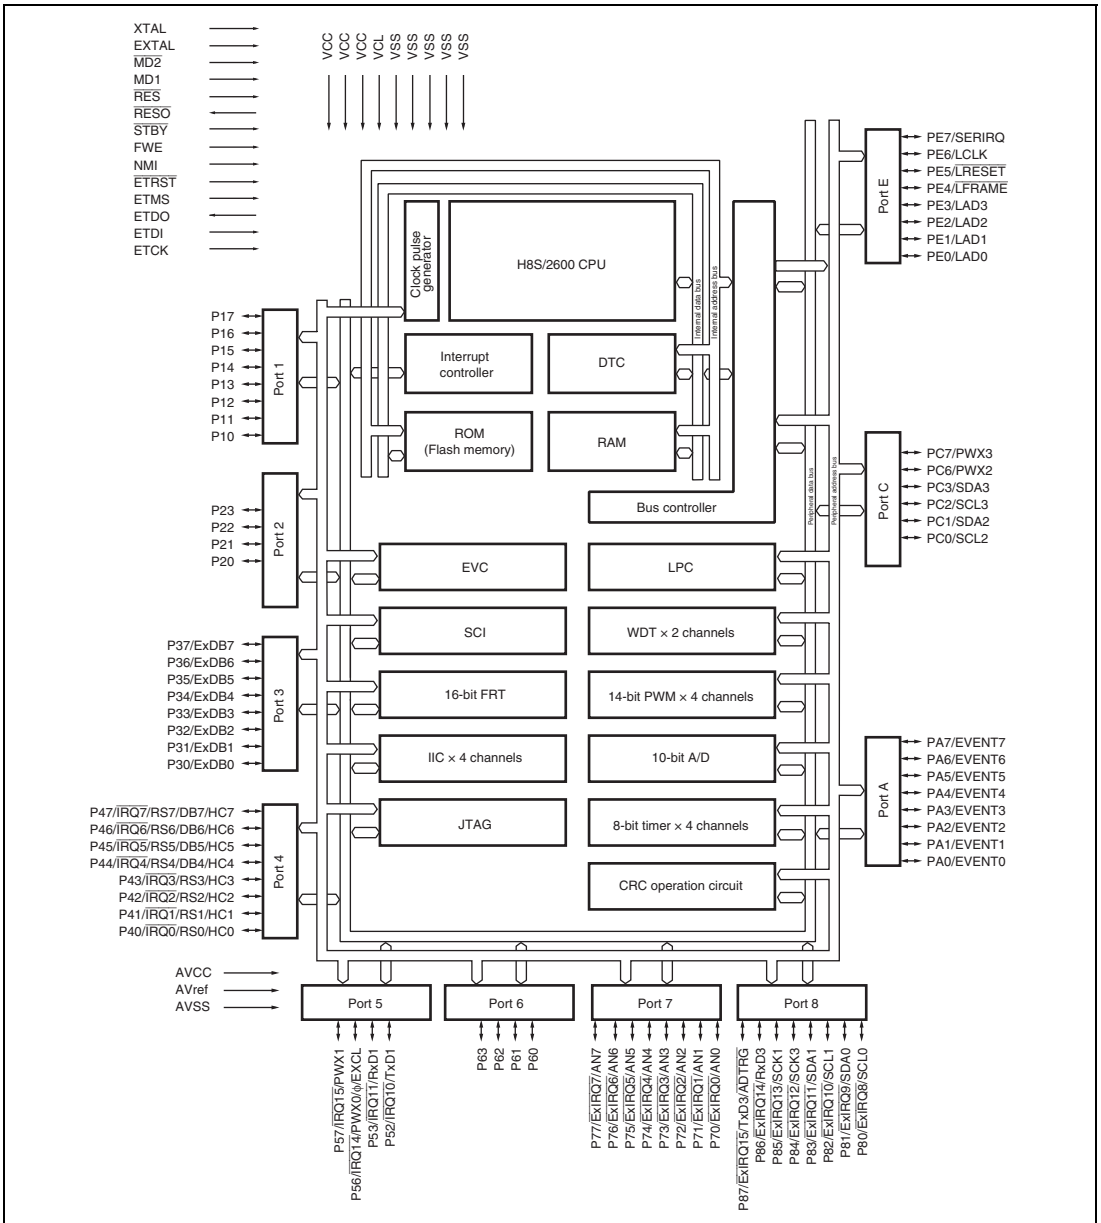 XTAL
EXTAL
MD2
MD1
RES
RESO
STBY
FWE
NMI
ETRST
ETMS
ETDO
ETDI
ETCK
VCC
VCC
VCC
VCL
VSS
VSS
VSS
VSS
VSS
Clock pulse
generator
H8S/2600 CPU
Internal data bus
Internal address bus
Interrupt
controller
DTC
ROM
(Flash memory)
RAM
Bus controller
Peripheral data bus
Peripheral address bus
Port E
PE7/SERIRQ
PE6/LCLK
PE5/LRESET
PE4/LFRAME
PE3/LAD3
PE2/LAD2
PE1/LAD1
PE0/LAD0
P17
P16
P15
P14
P13
P12
P11
P10
Port 1
Port C
PC7/PWX3
PC6/PWX2
PC3/SDA3
PC2/SCL3
PC1/SDA2
PC0/SCL2
P23
P22
P21
P20
Port 2
EVC
LPC
SCI
WDT × 2 channels
16-bit FRT
14-bit PWM × 4 channels
IIC × 4 channels
10-bit A/D
JTAG
8-bit timer × 4 channels
CRC operation circuit
P37/ExDB7
P36/ExDB6
P35/ExDB5
P34/ExDB4
P33/ExDB3
P32/ExDB2
P31/ExDB1
P30/ExDB0
Port 3
Port A
PA7/EVENT7
PA6/EVENT6
PA5/EVENT5
PA4/EVENT4
PA3/EVENT3
PA2/EVENT2
PA1/EVENT1
PA0/EVENT0
P47/IRQ7/RS7/DB7/HC7
P46/IRQ6/RS6/DB6/HC6
P45/IRQ5/RS5/DB5/HC5
P44/IRQ4/RS4/DB4/HC4
P43/IRQ3/RS3/HC3
P42/IRQ2/RS2/HC2
P41/IRQ1/RS1/HC1
P40/IRQ0/RS0/HC0
Port 4
AVCC
AVref
AVSS
Port 5
Port 6
Port 7
Port 8
P57/IRQ15/PWX1
P56/IRQ14/PWX0/φ/EXCL
P53/IRQ11/RxD1
P52/IRQ10/TxD1
P63
P62
P61
P60
P77/ExIRQ7/AN7
P76/ExIRQ6/AN6
P75/ExIRQ5/AN5
P74/ExIRQ4/AN4
P73/ExIRQ3/AN3
P72/ExIRQ2/AN2
P71/ExIRQ1/AN1
P70/ExIRQ0/AN0
P87/ExIRQ15/TxD3/ADTRG
P86/ExIRQ14/RxD3
P85/ExIRQ13/SCK1
P84/ExIRQ12/SCK3
P83/ExIRQ11/SDA1
P82/ExIRQ10/SCL1
P81/ExIRQ9/SDA0
P80/ExIRQ8/SCL0